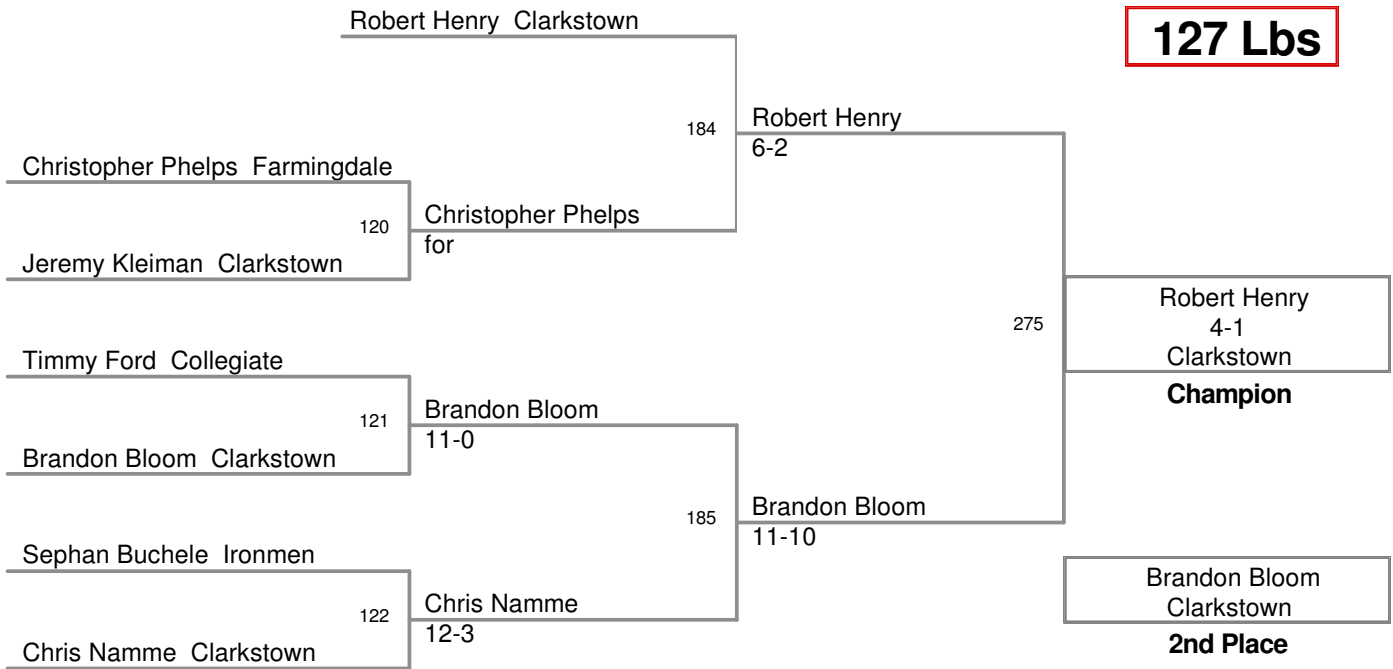 Robert Henry  Clarkstown
127 Lbs
184
Robert Henry
6-2
Christopher Phelps  Farmingdale
120
Christopher Phelps
for
Jeremy Kleiman  Clarkstown
275
Robert Henry
4-1
Clarkstown
Champion
Timmy Ford  Collegiate
121
Brandon Bloom
11-0
Brandon Bloom  Clarkstown
185
Brandon Bloom
11-10
Sephan Buchele  Ironmen
122
Chris Namme
12-3
Chris Namme  Clarkstown
Brandon Bloom
Clarkstown
2nd Place